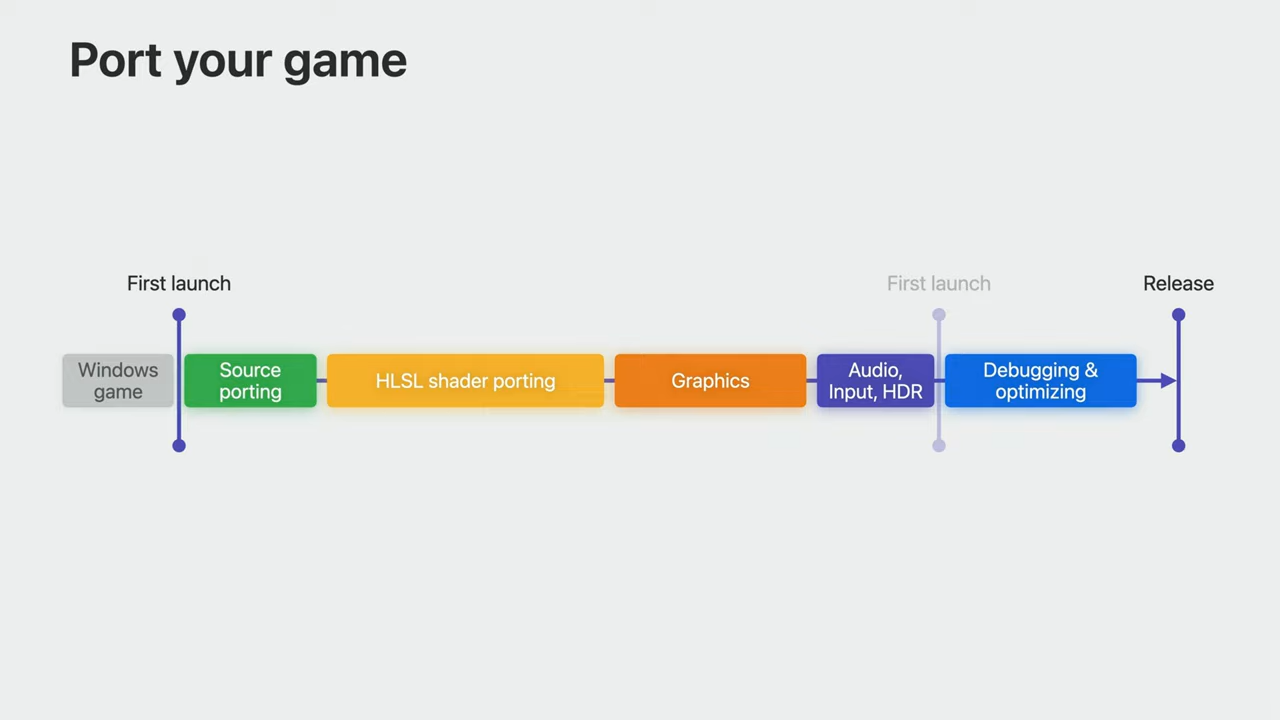 Port your game
First launch
First launch
Release
Windows
game
Source
porting
HLSL shader porting
Graphics
Audio,
Input, HDR
Debugging &
optimizing